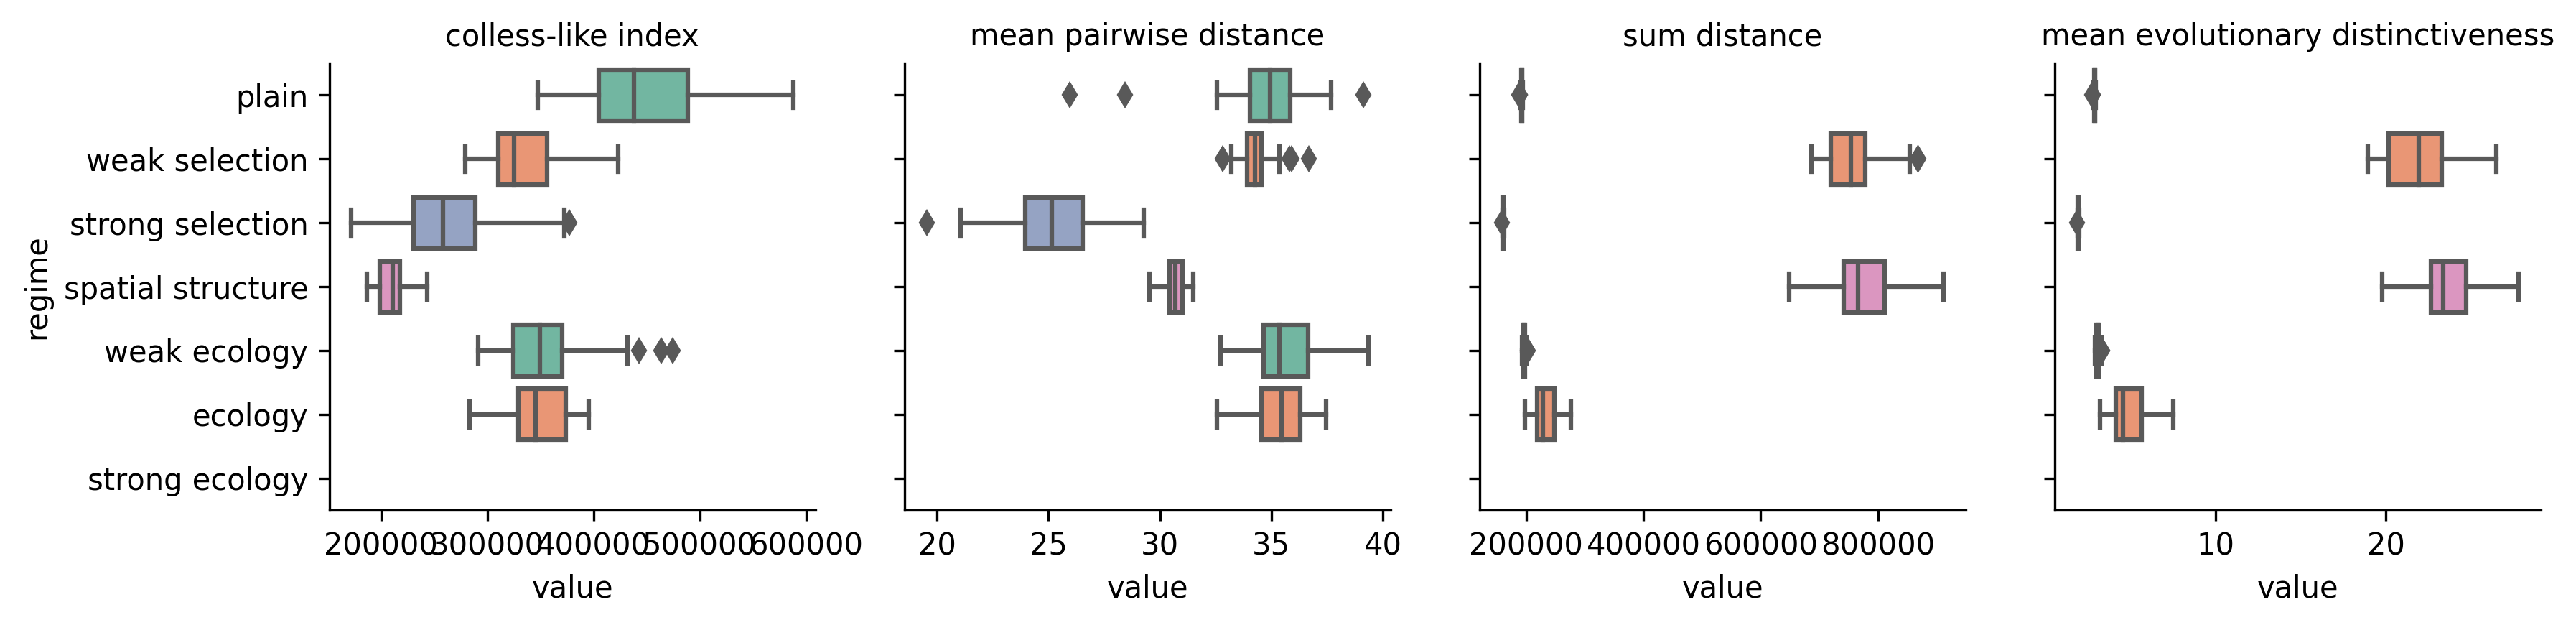 colless-like index
mean pairwise distance
sum distance
mean evolutionary distinctiveness
regime
plain
weak selection
strong selection
spatial structure
weak ecology
ecology
strong ecology
200000 300000 400000 500000 600000
20 25 30 35 40
200000 400000 600000 800000
10 20
value
value
value
value